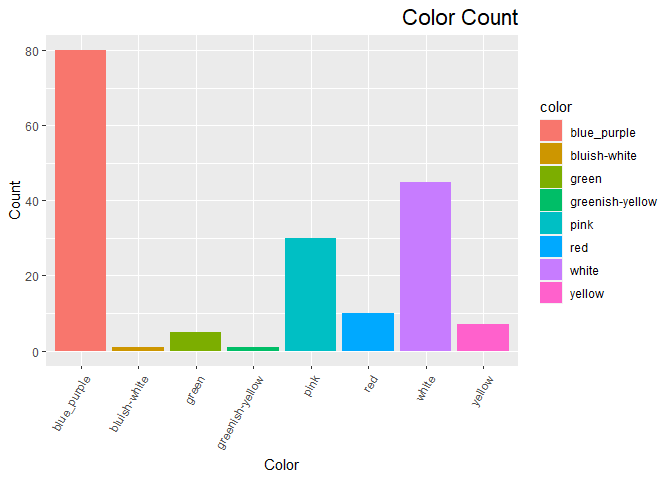 Color Count
Count
80
60
40
20
0
blue_purple
bluish-white
green
greenish-yellow
pink
red
white
yellow
Color
color
blue_purple
bluish-white
green
greenish-yellow
pink
red
white
yellow